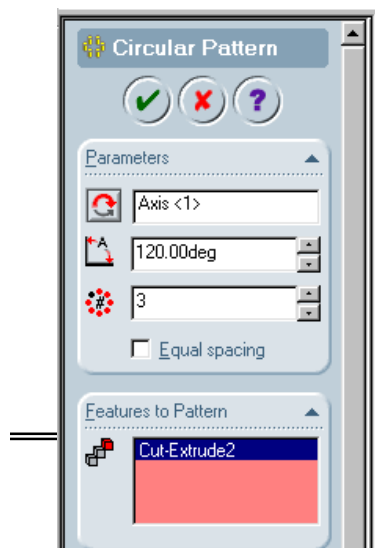 Circular Pattern
?
Parameters
Axis <1>
A
120.00deg
#
3
Equal spacing
Features to Pattern
Cut-Extrude2